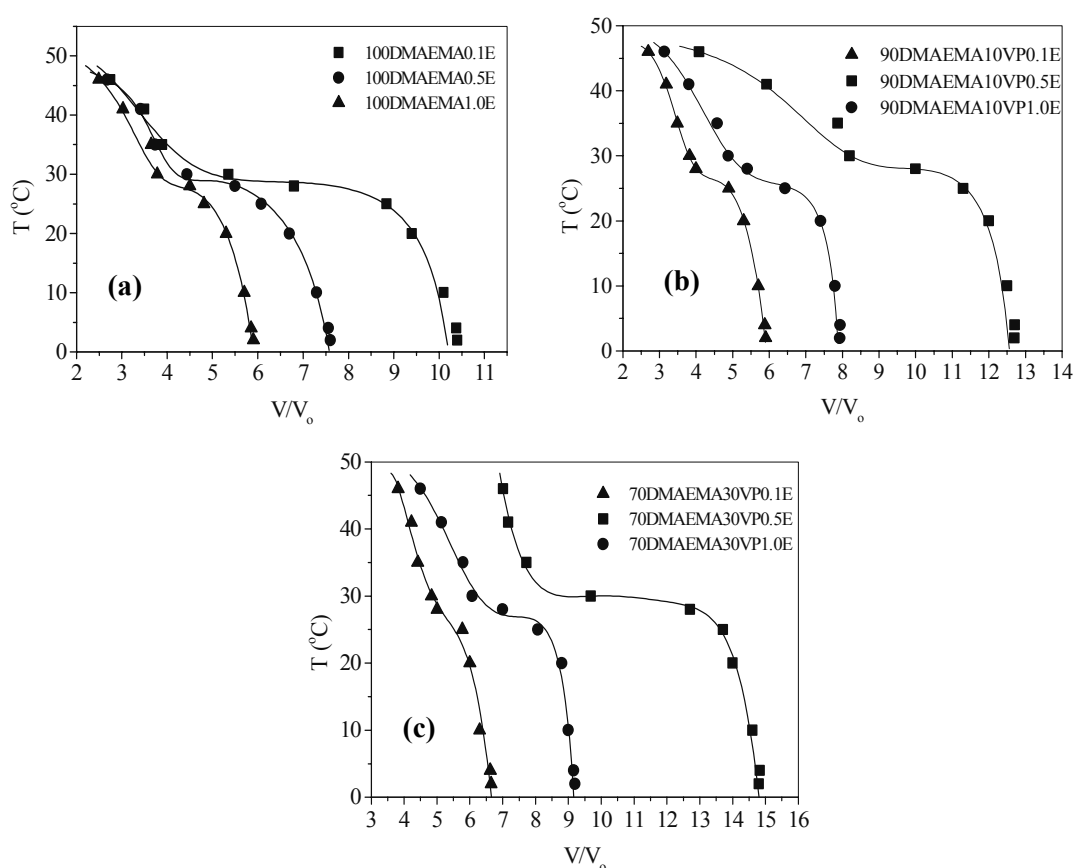 50
40
30
20
10
0
T (°C)
100DMAEMA0.1E
100DMAEMA0.5E
100DMAEMA1.0E
(a)
2 3 4 5 6 7 8 9 10 11
V/Vo
50
40
30
20
10
0
T (°C)
90DMAEMA10VP0.1E
90DMAEMA10VP0.5E
90DMAEMA10VP1.0E
(b)
2 3 4 5 6 7 8 9 10 11 12 13 14
V/Vo
50
40
30
20
10
0
T (°C)
70DMAEMA30VP0.1E
70DMAEMA30VP0.5E
70DMAEMA30VP1.0E
(c)
3 4 5 6 7 8 9 10 11 12 13 14 15 16
V/Vo